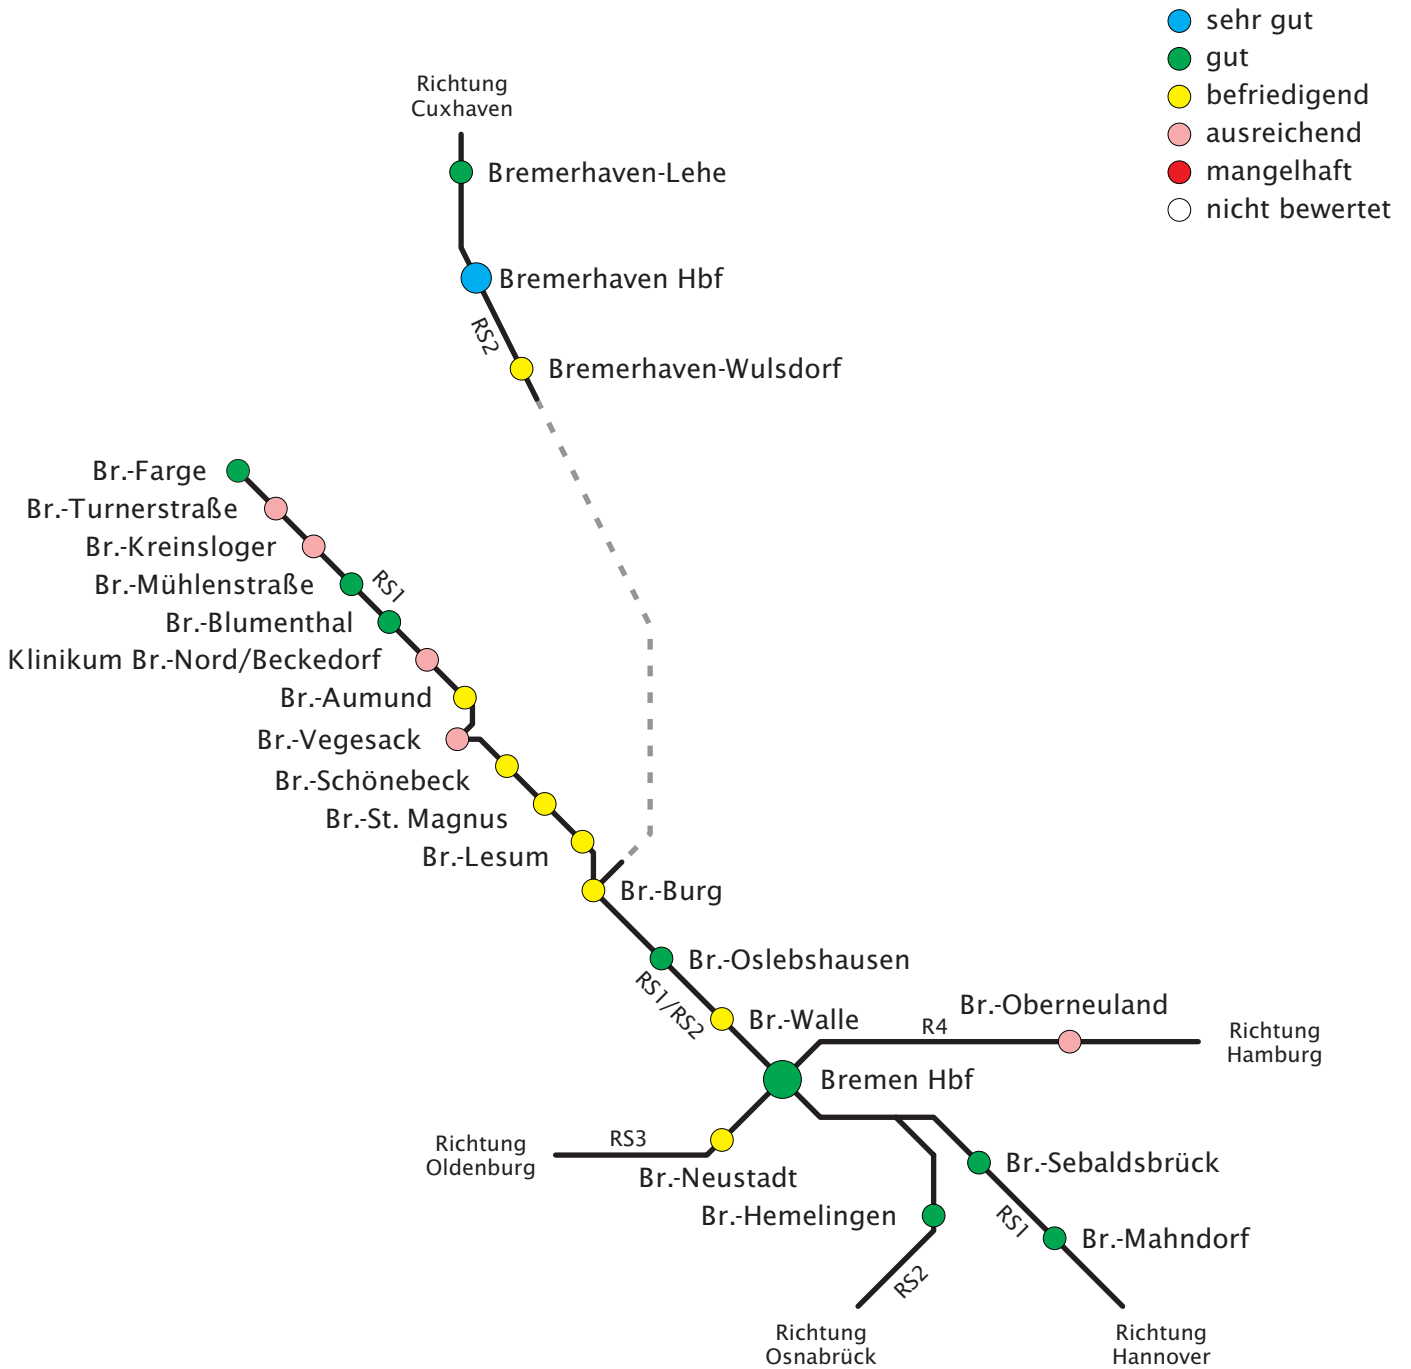 sehr gut
gut
befriedigend
ausreichend
mangelhaft
nicht bewertet
Richtung
Cuxhaven
Bremerhaven-Lehe
Bremerhaven Hbf
RS2
Bremerhaven-Wulsdorf
Br.-Farge
Br.-Turnerstraße
Br.-Kreinsloger
Br.-Mühlenstraße
RS1
Br.-Blumenthal
Klinikum Br.-Nord/Beckedorf
Br.-Aumund
Br.-Vegesack
Br.-Schönebeck
Br.-St. Magnus
Br.-Lesum
Br.-Burg
Br.-Oslebshausen
RS1/RS2
Br.-Walle
Br.-Oberneuland
R4
Richtung
Hamburg
Bremen Hbf
RS3
Richtung
Oldenburg
Br.-Neustadt
Br.-Sebaldsbrück
Br.-Hemelingen
RS1
Br.-Mahndorf
RS2
Richtung
Osnabrück
Richtung
Hannover